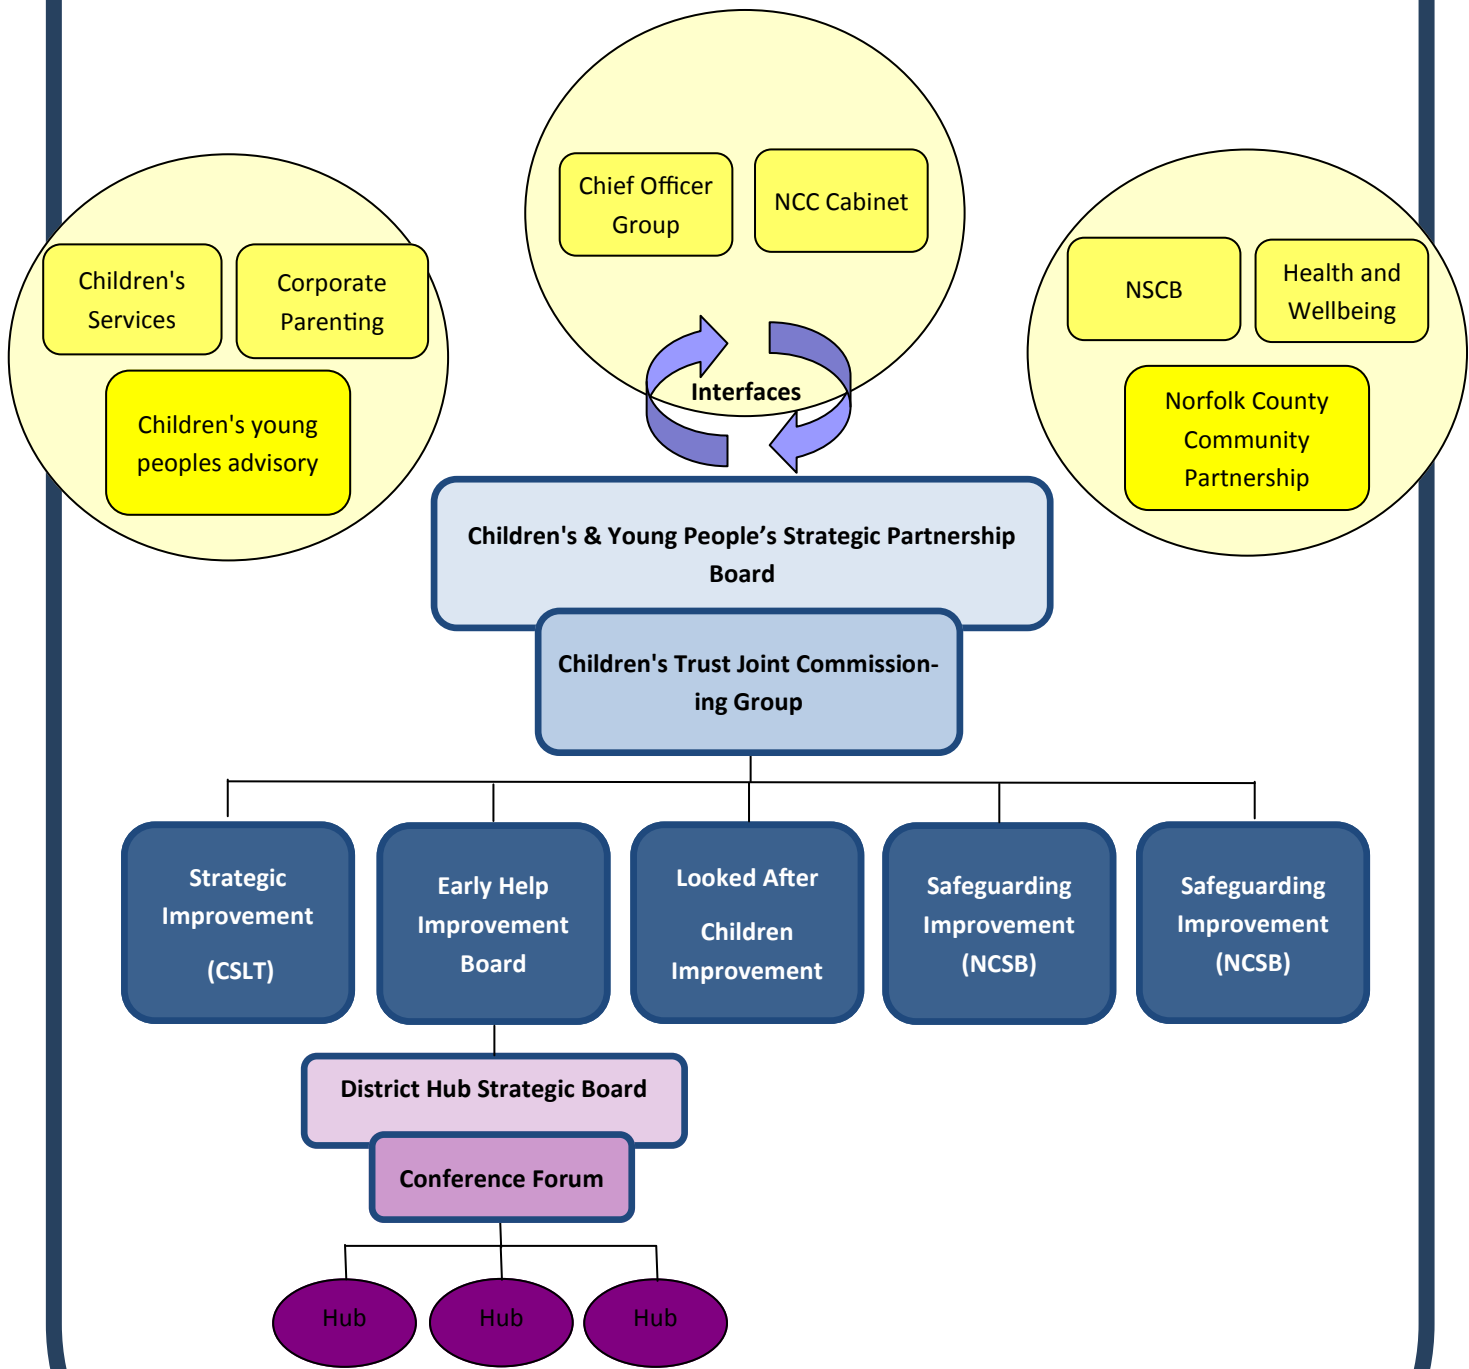 Chief Officer
Group
NCC Cabinet
Children's
Services
Corporate
Parenting
Children's young
peoples advisory
NSCB
Health and
Wellbeing
Norfolk County
Community
Partnership
Interfaces
Children's & Young People’s Strategic Partnership
Board
Children's Trust Joint Commission-
ing Group
Strategic
Improvement
(CSLT)
Early Help
Improvement
Board
Looked After
Children
Improvement
Safeguarding
Improvement
(NCSB)
Safeguarding
Improvement
(NCSB)
District Hub Strategic Board
Conference Forum
Hub
Hub
Hub